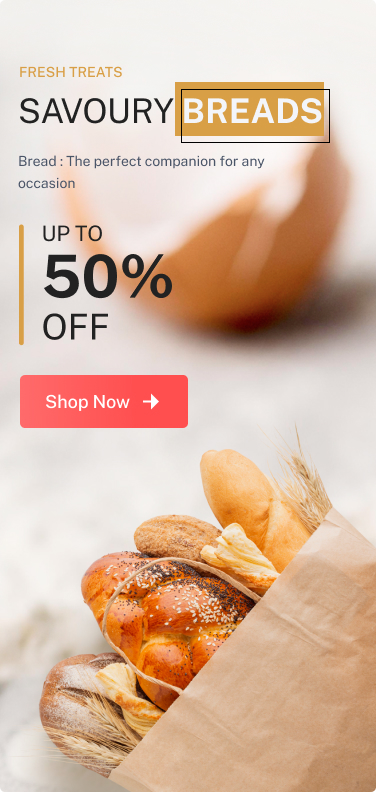 FRESH TREATS
SAVOURY BREADS
Bread : The perfect companion for any
occasion
UP TO
50%
OFF
Shop Now